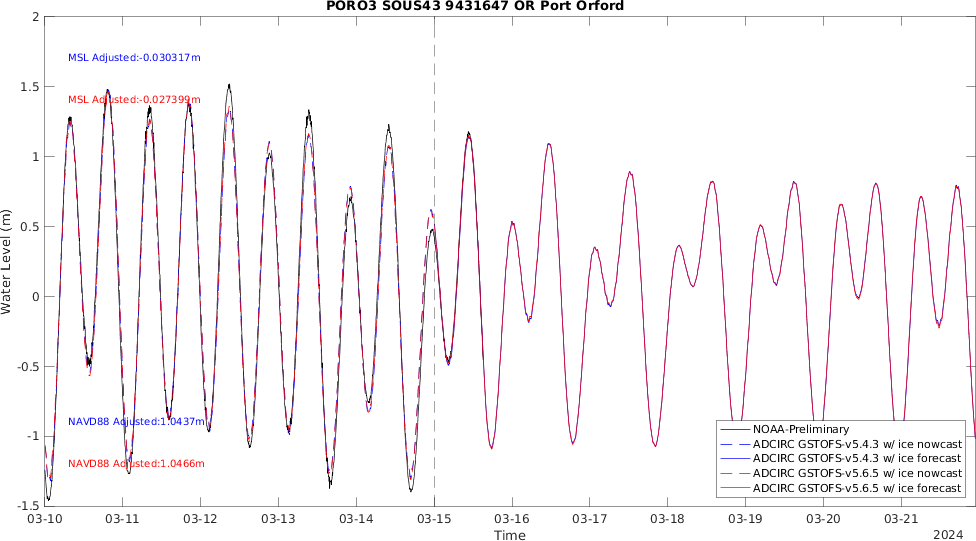 PORO3 SOUS43 9431647 OR Port Orford
Water Level (m)
2
1.5
1
0.5
0
-0.5
-1
-1.5
MSL Adjusted:-0.030317m
MSL Adjusted:-0.027399m
NAVD88 Adjusted:1.0437m
NAVD88 Adjusted:1.0466m
NOAA-Preliminary
ADCIRC GSTOFS-v5.4.3 w/ ice nowcast
ADCIRC GSTOFS-v5.4.3 w/ ice forecast
ADCIRC GSTOFS-v5.6.5 w/ ice nowcast
ADCIRC GSTOFS-v5.6.5 w/ ice forecast
03-10 03-11 03-12 03-13 03-14 03-15 03-16 03-17 03-18 03-19 03-20 03-21
Time
2024